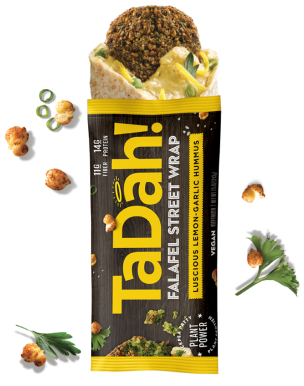 TaDah!
FALAFEL STREET WRAP
LUSCIOUS LEMON-GARLIC HUMMUS
11G FIBER
14G PROTEIN
VEGAN
PLANT
POWER